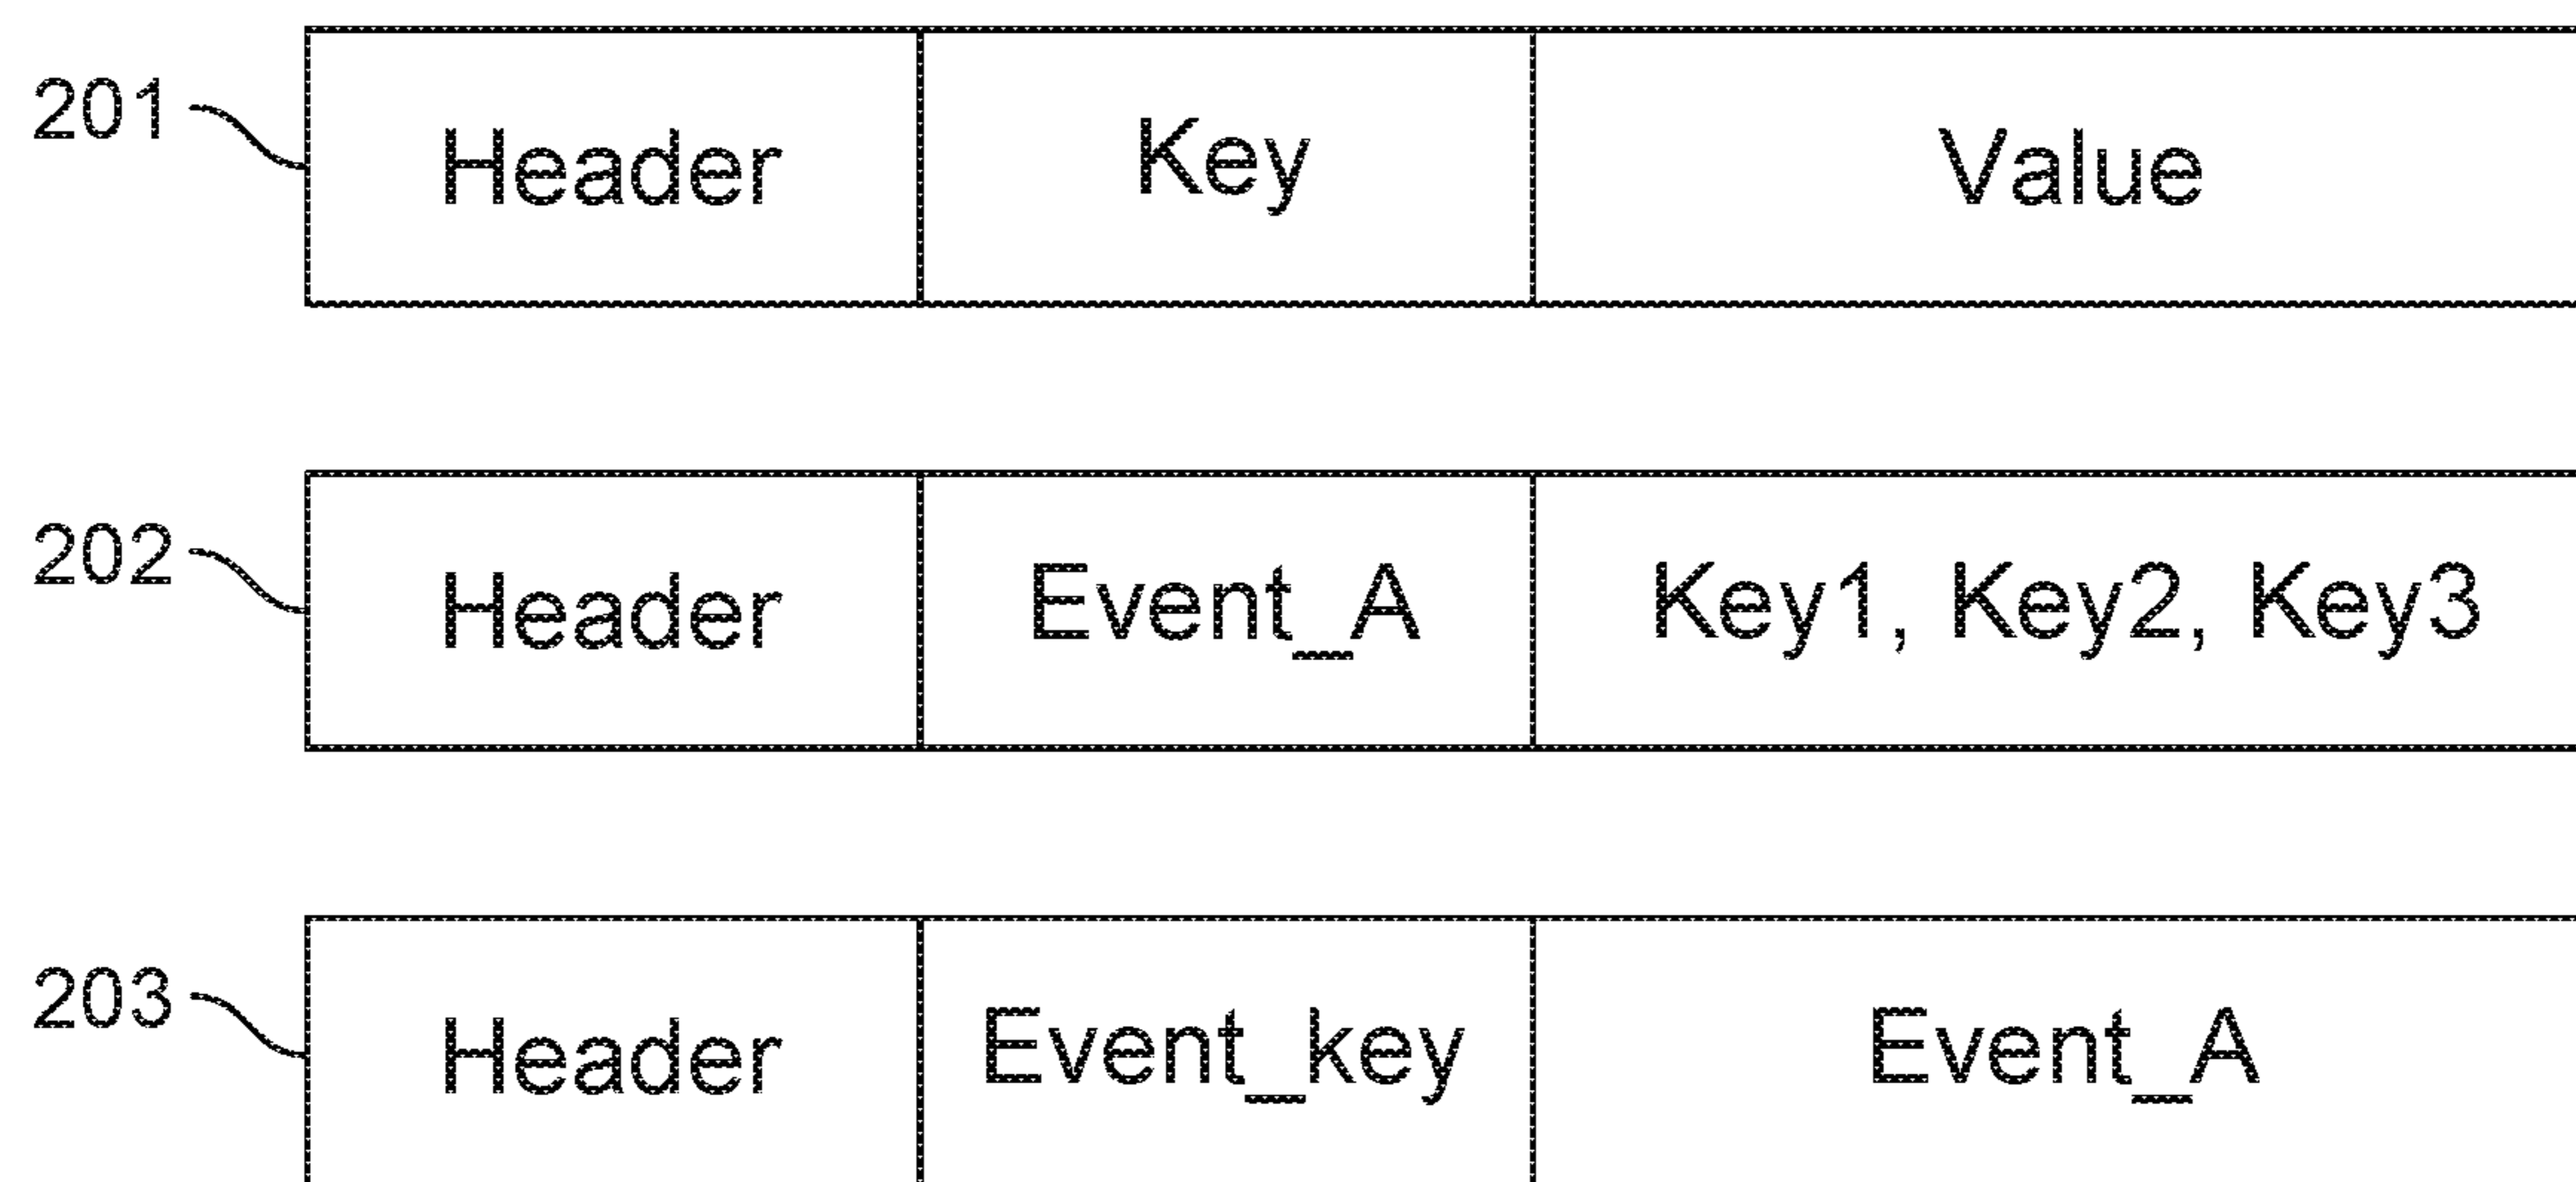 201 Header Key Value
202 Header Event_A Key1, Key2, Key3
203 Header Event_key Event_A